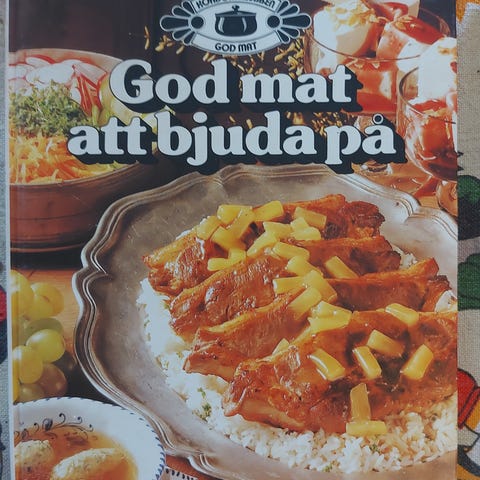 GOD MAT
God mat
att bjuda på